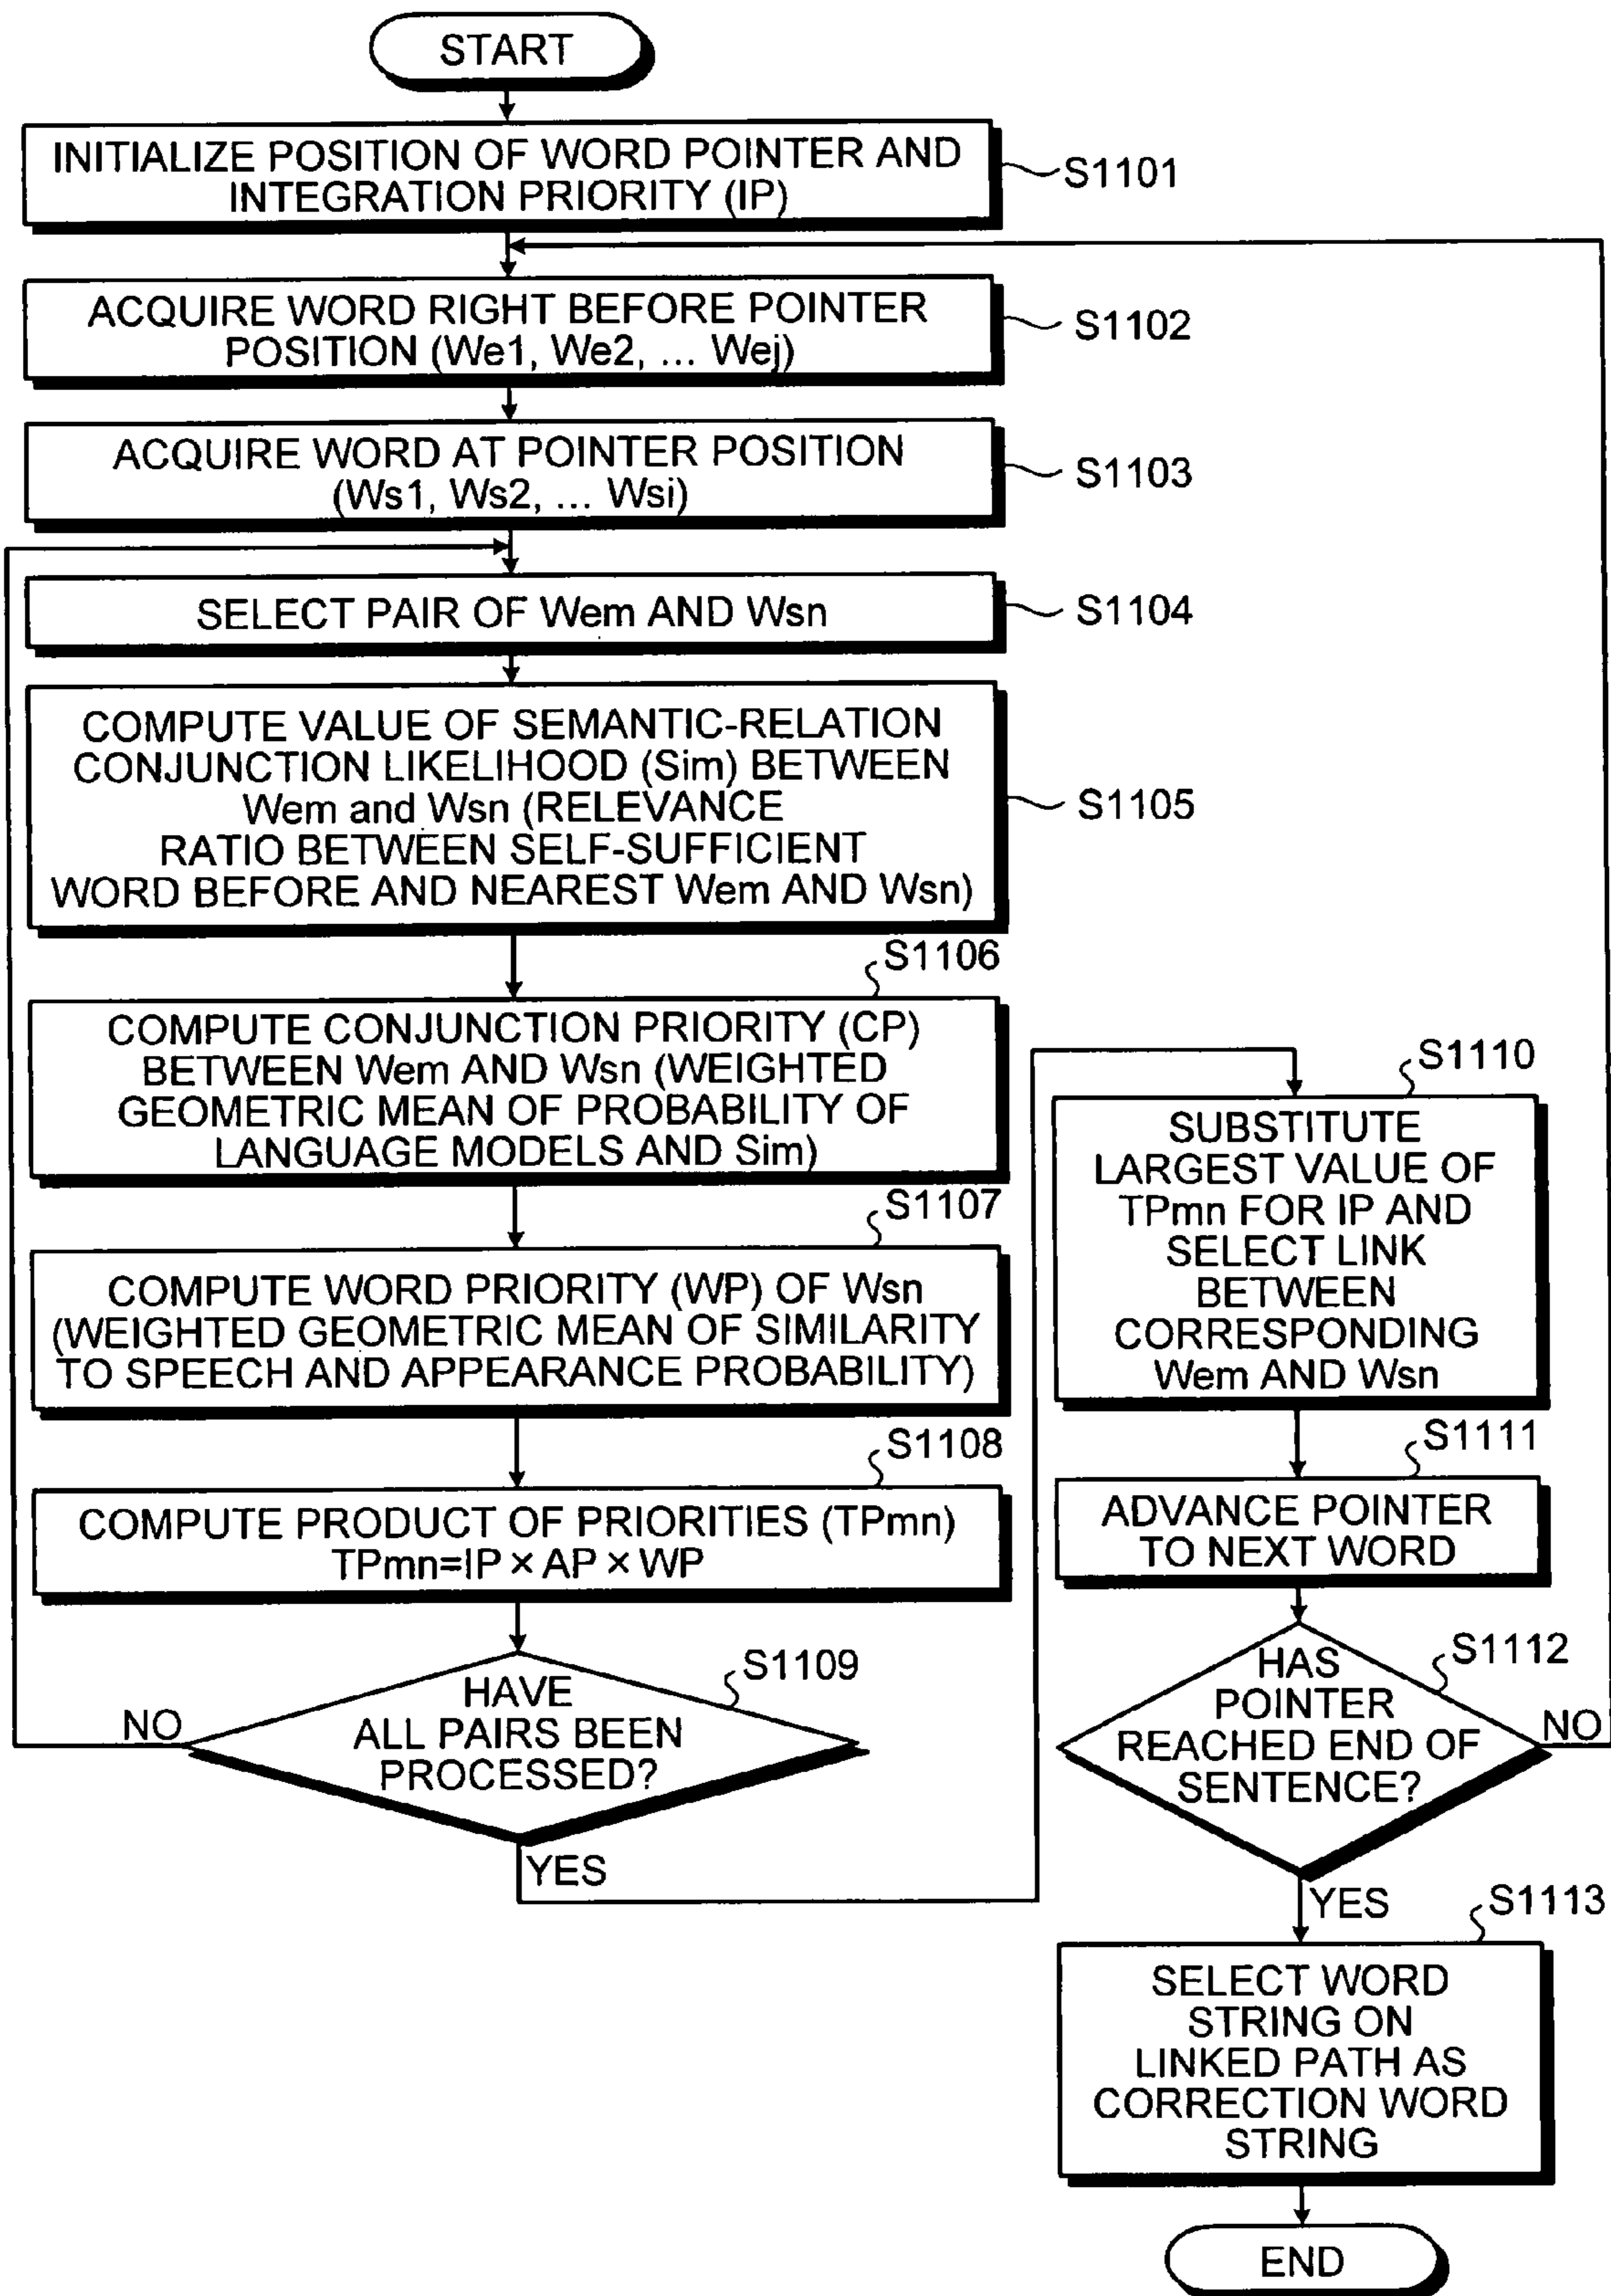 START
INITIALIZE POSITION OF WORD POINTER AND
INTEGRATION PRIORITY (IP)
S1101
ACQUIRE WORD RIGHT BEFORE POINTER
POSITION (We1, We2, ... Wej)
S1102
ACQUIRE WORD AT POINTER POSITION
(Ws1, Ws2, ... Wsi)
S1103
SELECT PAIR OF Wem AND Wsn
S1104
COMPUTE VALUE OF SEMANTIC-RELATION
CONJUNCTION LIKELIHOOD (Sim) BETWEEN
Wem and Wsn (RELEVANCE
RATIO BETWEEN SELF-SUFFICIENT
WORD BEFORE AND NEAREST Wem AND Wsn)
S1105
S1106
COMPUTE CONJUNCTION PRIORITY (CP)
BETWEEN Wem AND Wsn (WEIGHTED
GEOMETRIC MEAN OF PROBABILITY OF
LANGUAGE MODELS AND Sim)
S1107
COMPUTE WORD PRIORITY (WP) OF Wsn
(WEIGHTED GEOMETRIC MEAN OF SIMILARITY
TO SPEECH AND APPEARANCE PROBABILITY)
S1108
COMPUTE PRODUCT OF PRIORITIES (TPmn)
TPmn=IP × AP × WP
S1109
HAVE
ALL PAIRS BEEN
PROCESSED?
NO
YES
S1110
SUBSTITUTE
LARGEST VALUE OF
TPmn FOR IP AND
SELECT LINK
BETWEEN
CORRESPONDING
Wem AND Wsn
S1111
ADVANCE POINTER
TO NEXT WORD
S1112
HAS
POINTER
REACHED END OF
SENTENCE?
NO
YES
S1113
SELECT WORD
STRING ON
LINKED PATH AS
CORRECTION WORD
STRING
END